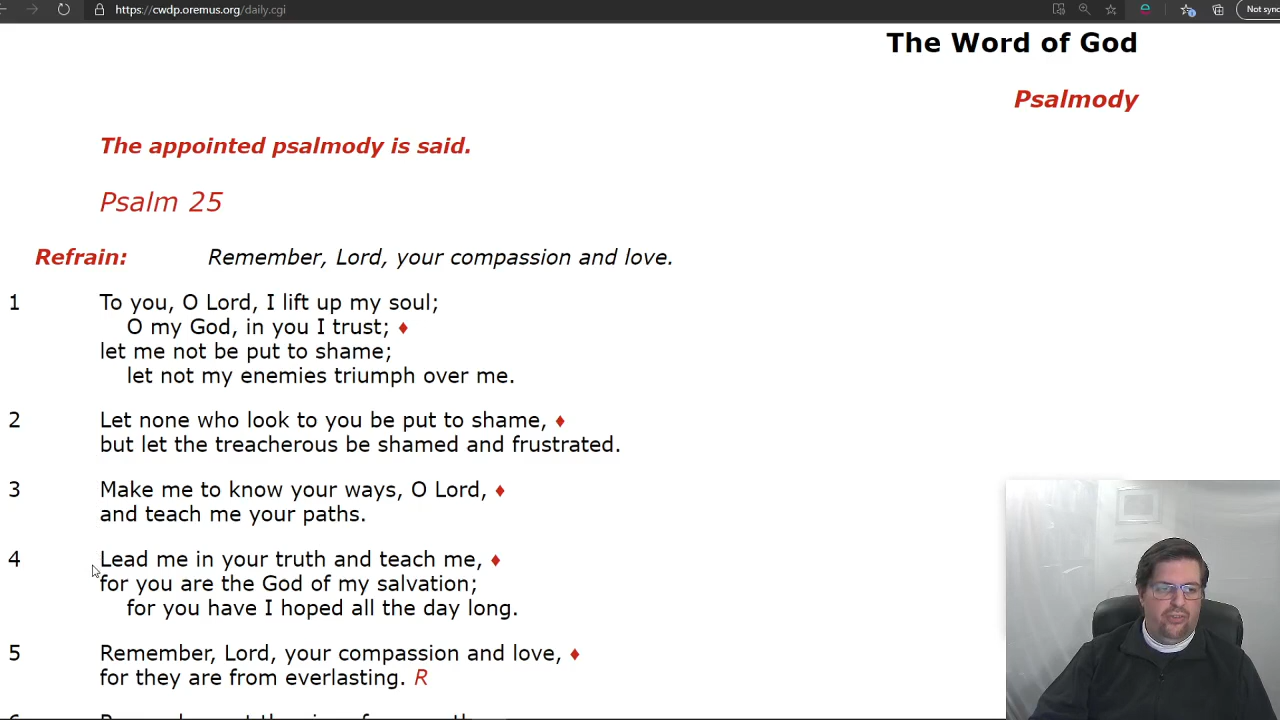 https://cwdp.oremus.org/daily.cgi
Not sync
The Word of God
Psalmody
The appointed psalmody is said.
Psalm 25
Refrain: Remember, Lord, your compassion and love.
1 To you, O Lord, I lift up my soul;
O my God, in you I trust; ♦
let me not be put to shame;
let not my enemies triumph over me.
2 Let none who look to you be put to shame, ♦
but let the treacherous be shamed and frustrated.
3 Make me to know your ways, O Lord, ♦
and teach me your paths.
4 Lead me in your truth and teach me, ♦
for you are the God of my salvation;
for you have I hoped all the day long.
5 Remember, Lord, your compassion and love, ♦
for they are from everlasting. R